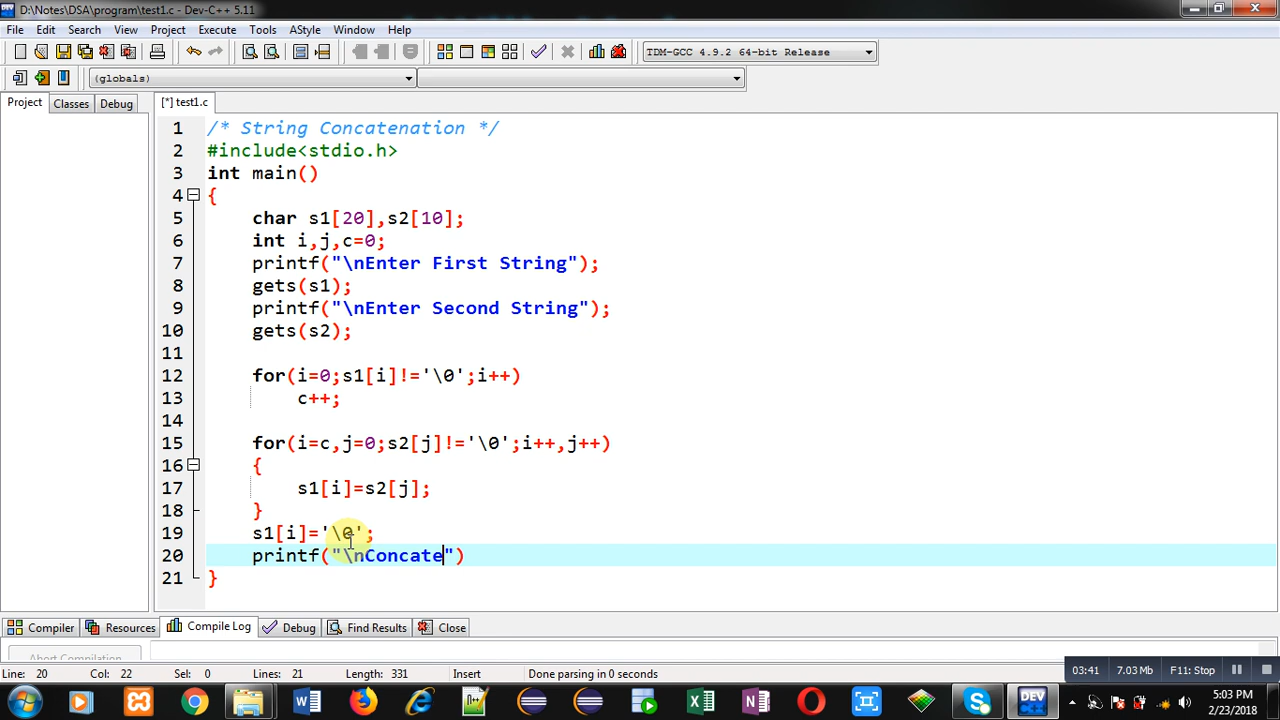 D:\Notes\DSA\program\test1.c - Dev-C++ 5.11
File Edit Search View Project Execute Tools AStyle Window Help
TDM-GCC 4.9.2 64-bit Release
(globals)
Project Classes Debug [*] test1.c
1 /* String Concatenation */
2 #include<stdio.h>
3 int main()
4 {
5 char s1[20],s2[10];
6 int i,j,c=0;
7 printf("\nEnter First String");
8 gets(s1);
9 printf("\nEnter Second String");
10 gets(s2);
11
12 for(i=0;s1[i]!='\0';i++)
13 c++;
14
15 for(i=c,j=0;s2[j]!='\0';i++,j++)
16 {
17 s1[i]=s2[j];
18 }
19 s1[i]='\0';
20 printf("\nConcate")
21 }
Compiler Resources Compile Log Debug Find Results Close
Abort Compilation
Line: 20 Col: 22 Sel: 0 Lines: 21 Length: 331 Insert Done parsing in 0 seconds
03:41 7.03 Mb F11: Stop
DEV
5:03 PM
2/23/2018